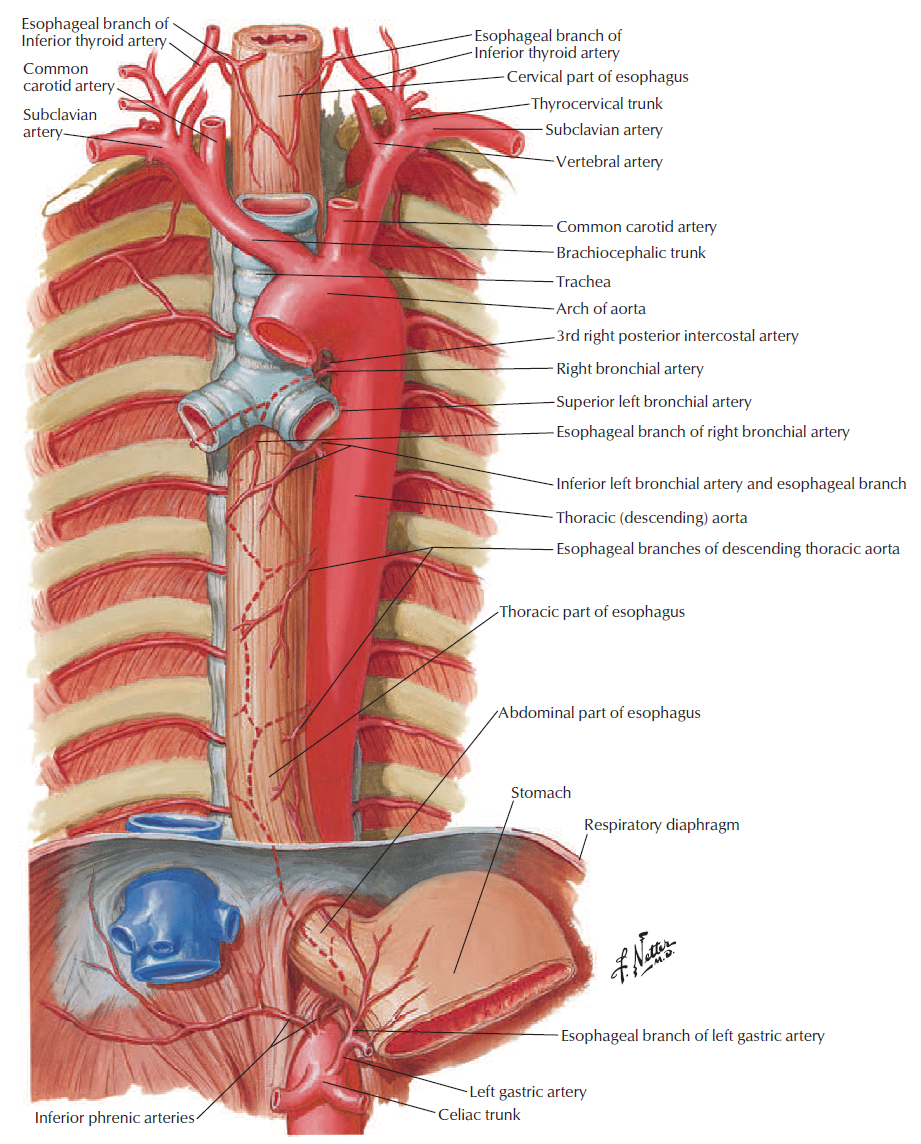 Esophageal branch of
Inferior thyroid artery
Common
carotid artery
Subclavian
artery
Esophageal branch of
Inferior thyroid artery
Cervical part of esophagus
Thyrocervical trunk
Subclavian artery
Vertebral artery
Common carotid artery
Brachiocephalic trunk
Trachea
Arch of aorta
3rd right posterior intercostal artery
Right bronchial artery
Superior left bronchial artery
Esophageal branch of right bronchial artery
Inferior left bronchial artery and esophageal branch
Thoracic (descending) aorta
Esophageal branches of descending thoracic aorta
Thoracic part of esophagus
Abdominal part of esophagus
Stomach
Respiratory diaphragm
F. Netter
M.D.
Esophageal branch of left gastric artery
Left gastric artery
Celiac trunk
Inferior phrenic arteries